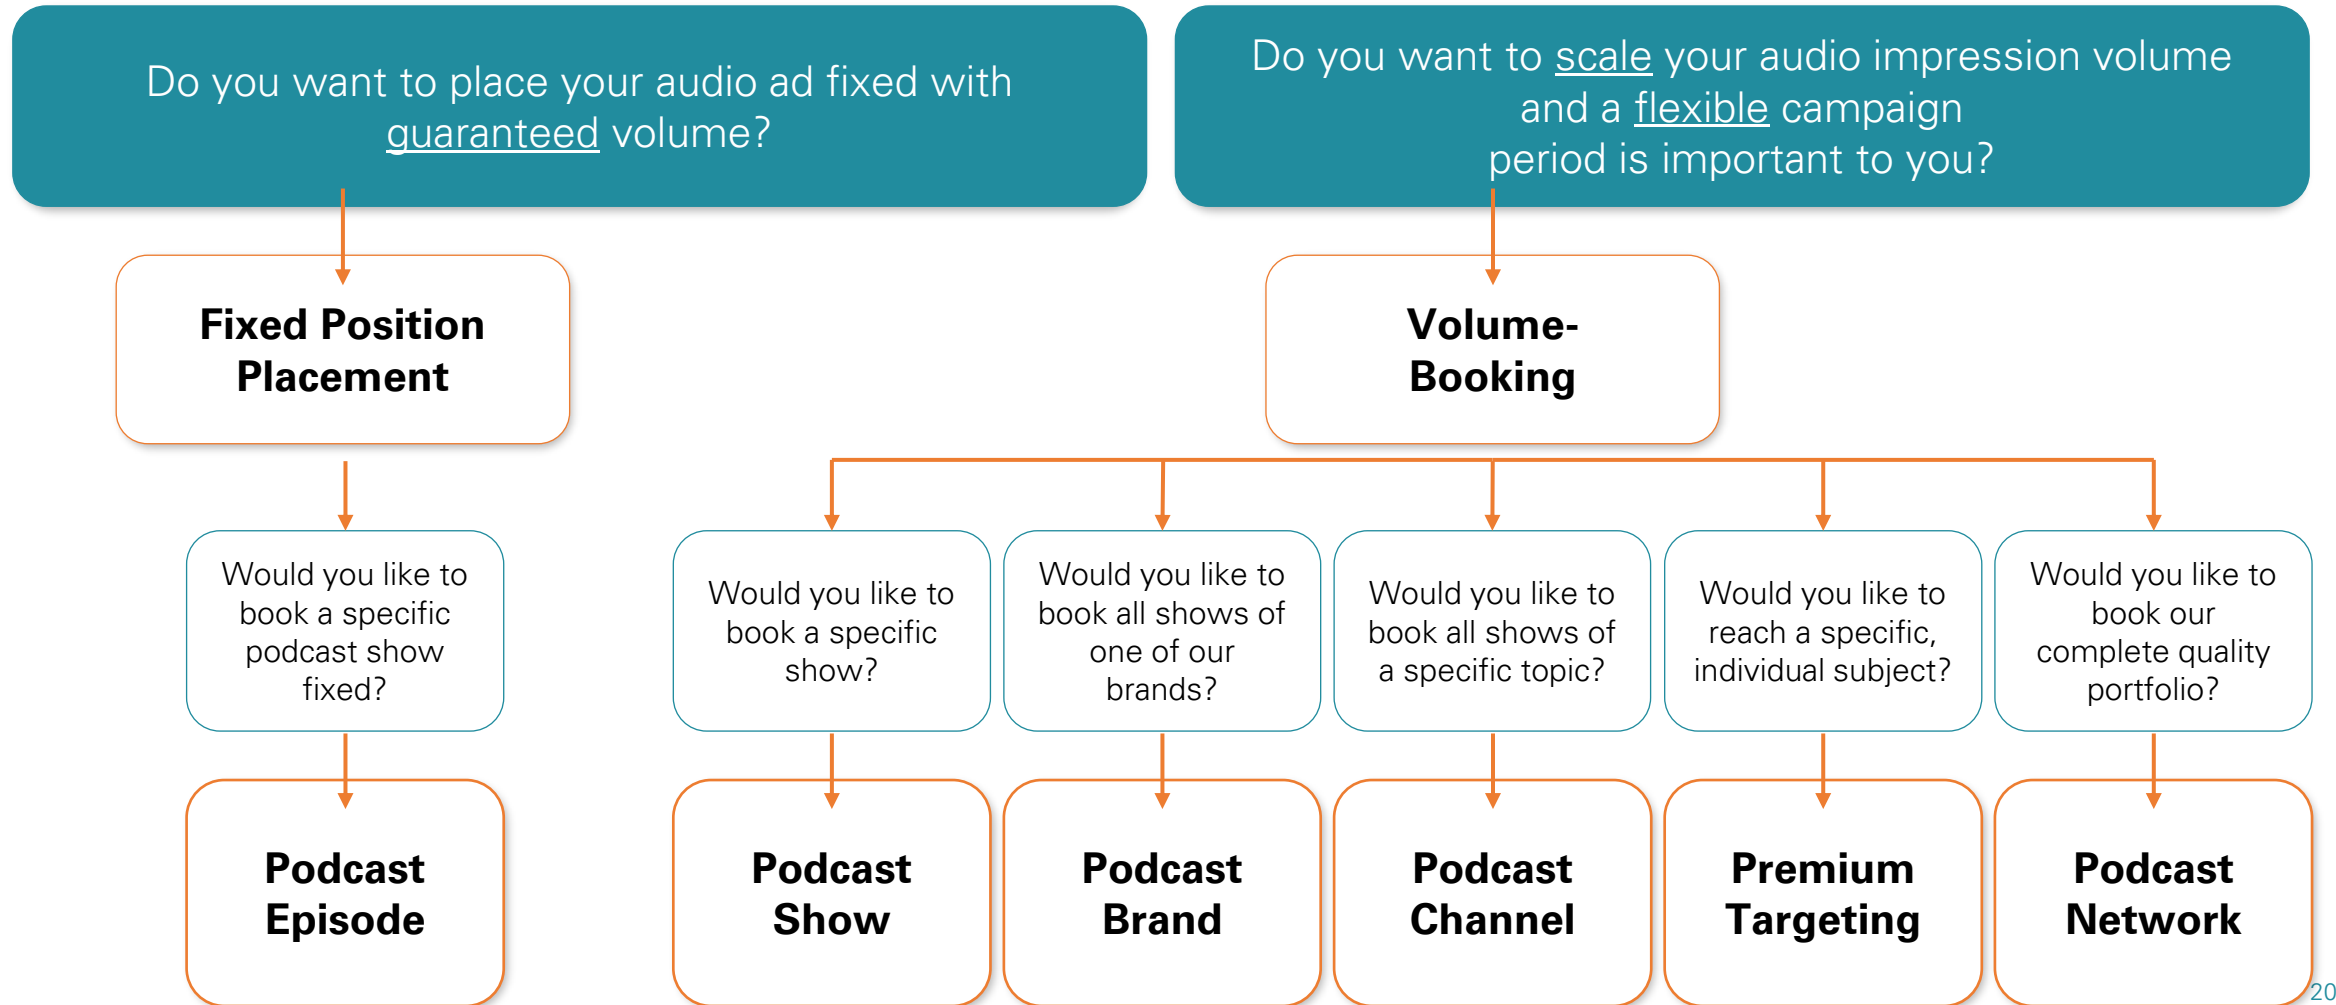 Do you want to place your audio ad fixed with
guaranteed volume?
Do you want to scale your audio impression volume
and a flexible campaign
period is important to you?
Fixed Position
Placement
Volume-
Booking
Would you like to
book a specific
podcast show
fixed?
Would you like to
book a specific
show?
Would you like to
book all shows of
one of our
brands?
Would you like to
book all shows of
a specific topic?
Would you like to
reach a specific,
individual subject?
Would you like to
book our
complete quality
portfolio?
Podcast
Episode
Podcast
Show
Podcast
Brand
Podcast
Channel
Premium
Targeting
Podcast
Network
20